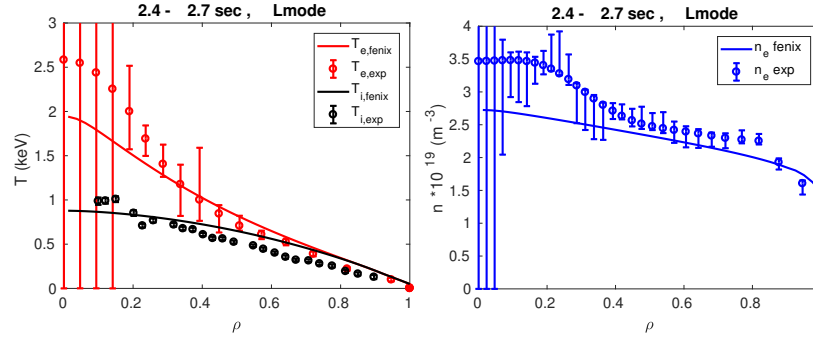 2.4 - 2.7 sec , Lmode
T (keV)
3
2.5
2
1.5
1
0.5
0
0 0.2 0.4 0.6 0.8 1
ρ
T_e,fenix
T_e,exp
T_i,fenix
T_i,exp
2.4 - 2.7 sec , Lmode
n *10^19 (m^-3)
4
3.5
3
2.5
2
1.5
1
0.5
0
0 0.2 0.4 0.6 0.8
ρ
n_e fenix
n_e exp